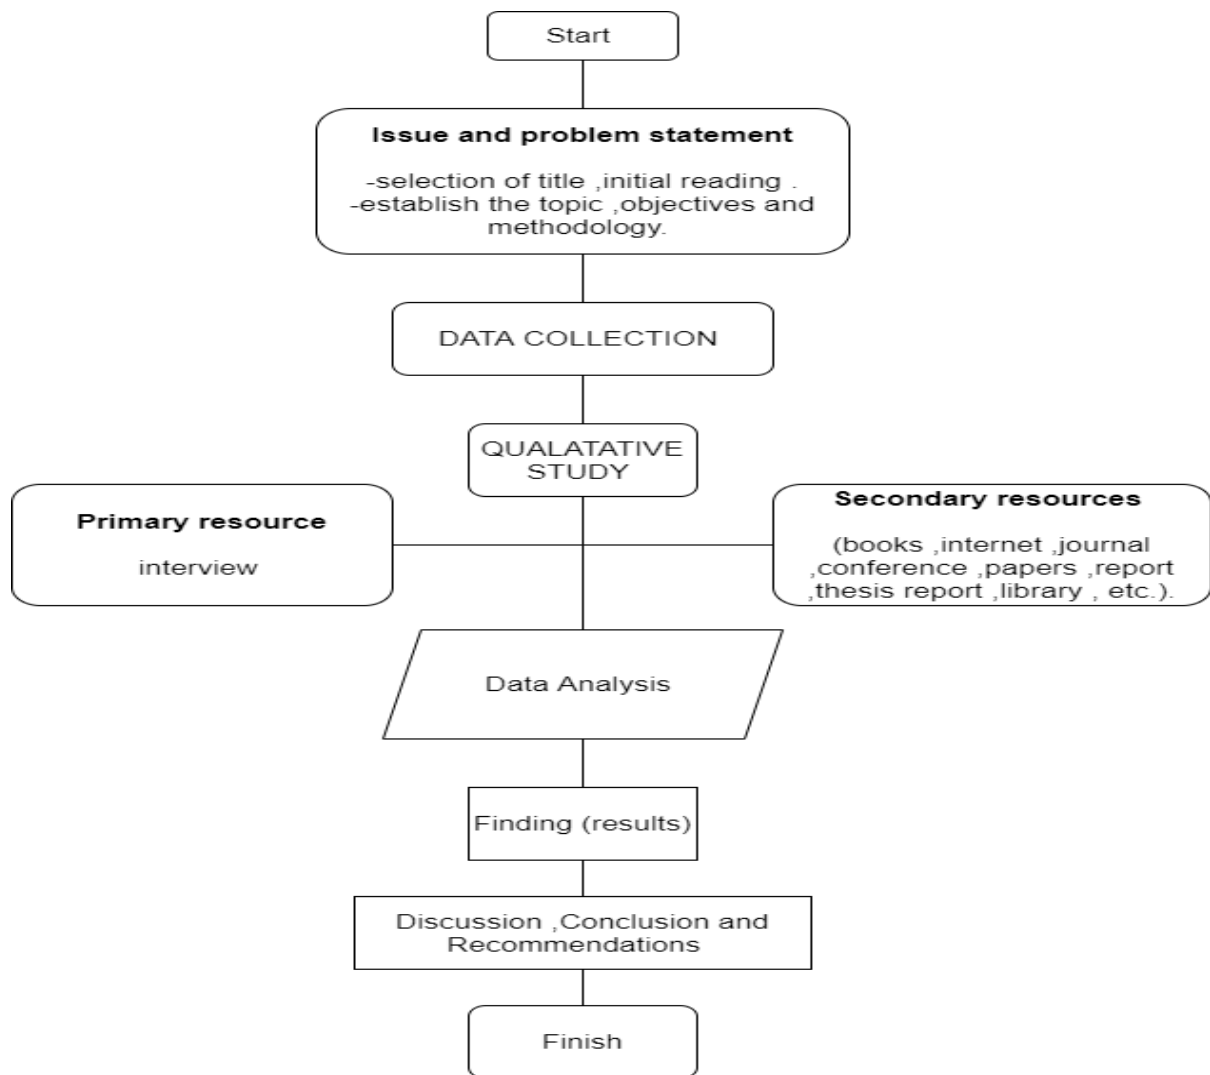 Start
Issue and problem statement
-selection of title ,initial reading .
-establish the topic ,objectives and
methodology.
DATA COLLECTION
QUALATATIVE
STUDY
Primary resource
interview
Secondary resources
(books ,internet ,journal
,conference ,papers ,report
,thesis report ,library , etc.).
Data Analysis
Finding (results)
Discussion ,Conclusion and
Recommendations
Finish